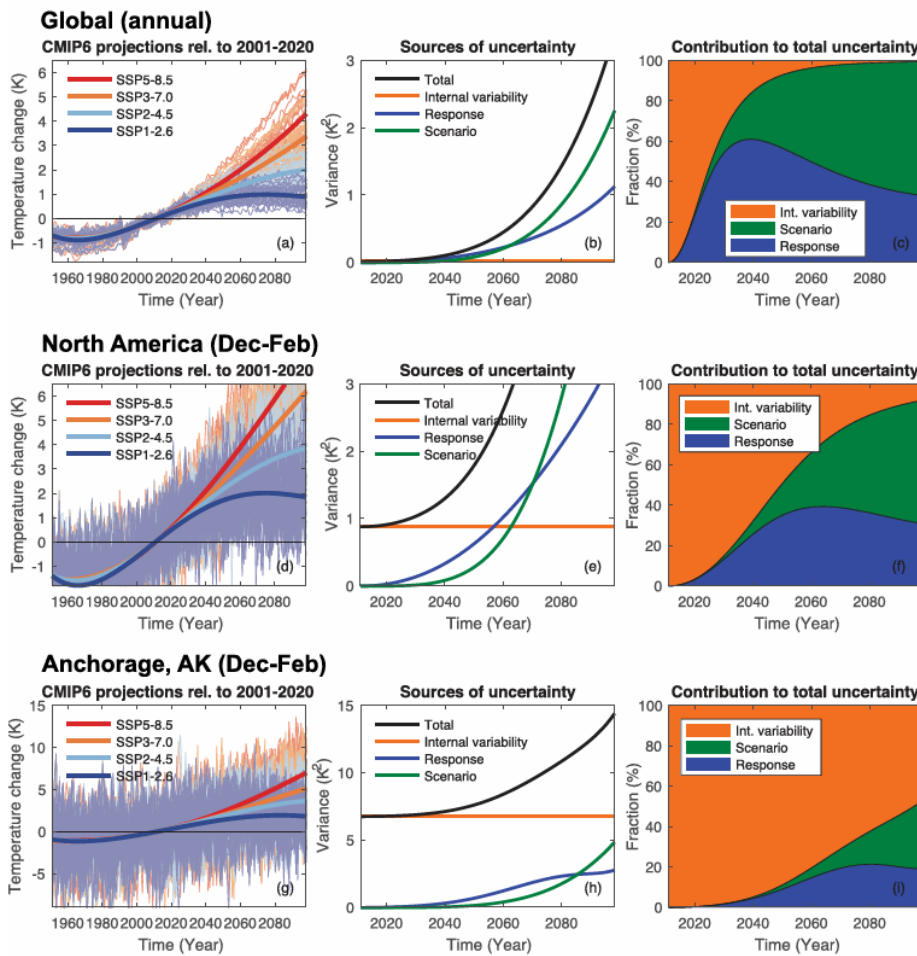 Global (annual)
CMIP6 projections rel. to 2001-2020
Sources of uncertainty
Contribution to total uncertainty
Temperature change (K)
6
5
4
3
2
1
0
-1
SSP5-8.5
SSP3-7.0
SSP2-4.5
SSP1-2.6
(a)
1960 1980 2000 2020 2040 2060 2080
Time (Year)
Variance (K2)
3
2
1
0
Total
Internal variability
Response
Scenario
(b)
2020 2040 2060 2080
Time (Year)
Fraction (%)
100
80
60
40
20
0
Int. variability
Scenario
Response
(c)
2020 2040 2060 2080
Time (Year)
North America (Dec-Feb)
CMIP6 projections rel. to 2001-2020
Sources of uncertainty
Contribution to total uncertainty
Temperature change (K)
6
5
4
3
2
1
0
-1
SSP5-8.5
SSP3-7.0
SSP2-4.5
SSP1-2.6
(d)
1960 1980 2000 2020 2040 2060 2080
Time (Year)
Variance (K2)
3
2
1
0
Total
Internal variability
Response
Scenario
(e)
2020 2040 2060 2080
Time (Year)
Fraction (%)
100
80
60
40
20
0
Int. variability
Scenario
Response
(f)
2020 2040 2060 2080
Time (Year)
Anchorage, AK (Dec-Feb)
CMIP6 projections rel. to 2001-2020
Sources of uncertainty
Contribution to total uncertainty
Temperature change (K)
15
10
5
0
-5
SSP5-8.5
SSP3-7.0
SSP2-4.5
SSP1-2.6
(g)
1960 1980 2000 2020 2040 2060 2080
Time (Year)
Variance (K2)
15
10
5
0
Total
Internal variability
Response
Scenario
(h)
2020 2040 2060 2080
Time (Year)
Fraction (%)
100
80
60
40
20
0
Int. variability
Scenario
Response
(i)
2020 2040 2060 2080
Time (Year)